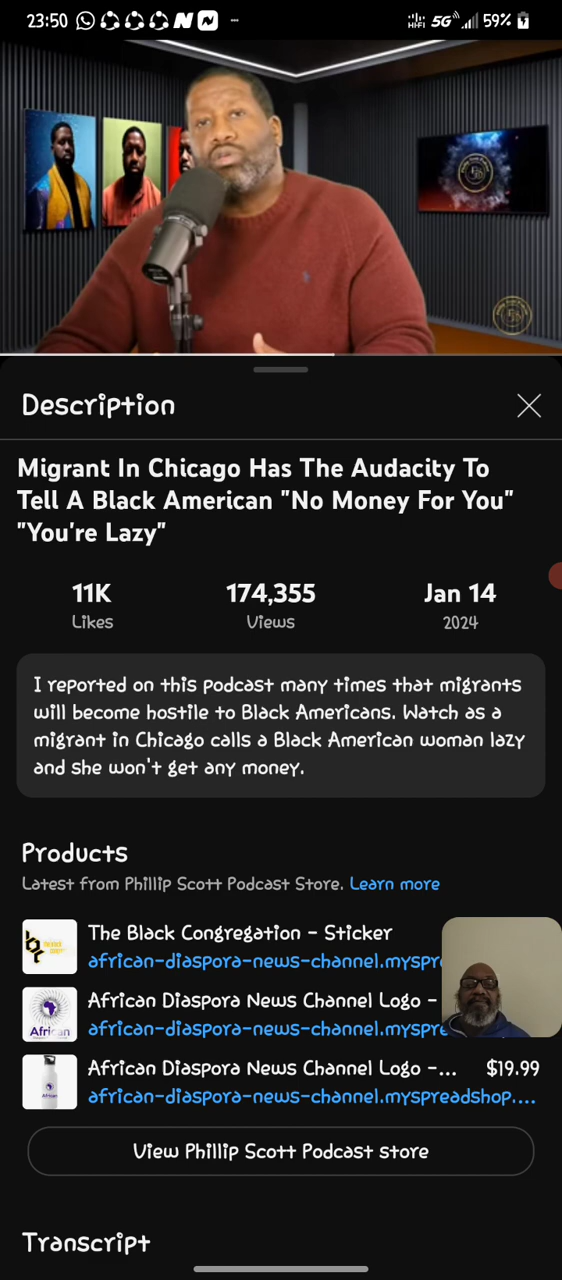 23:50
HI-FI 5G 59%
Description
Migrant In Chicago Has The Audacity To
Tell A Black American "No Money For You"
"You're Lazy"
11K 174,355 Jan 14
Likes Views 2024
I reported on this podcast many times that migrants
will become hostile to Black Americans. Watch as a
migrant in Chicago calls a Black American woman lazy
and she won't get any money.
Products
Latest from Phillip Scott Podcast Store. Learn more
The Black Congregation - Sticker
african-diaspora-news-channel.myspre
African Diaspora News Channel Logo -
african-diaspora-news-channel.myspre
African Diaspora News Channel Logo -... $19.99
african-diaspora-news-channel.myspreadshop....
View Phillip Scott Podcast store
Transcript